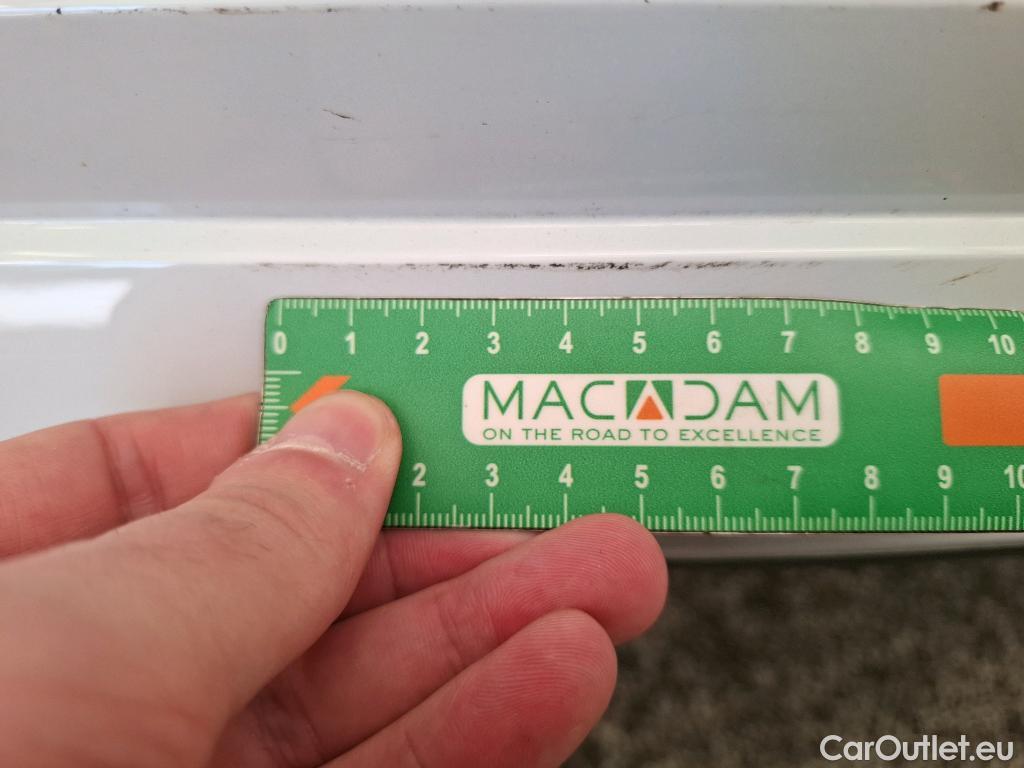 0 1 2 3 4 5 6 7 8 9 10
MACADAM
ON THE ROAD TO EXCELLENCE
2 3 4 5 6 7 8 9 10
CarOutlet.eu